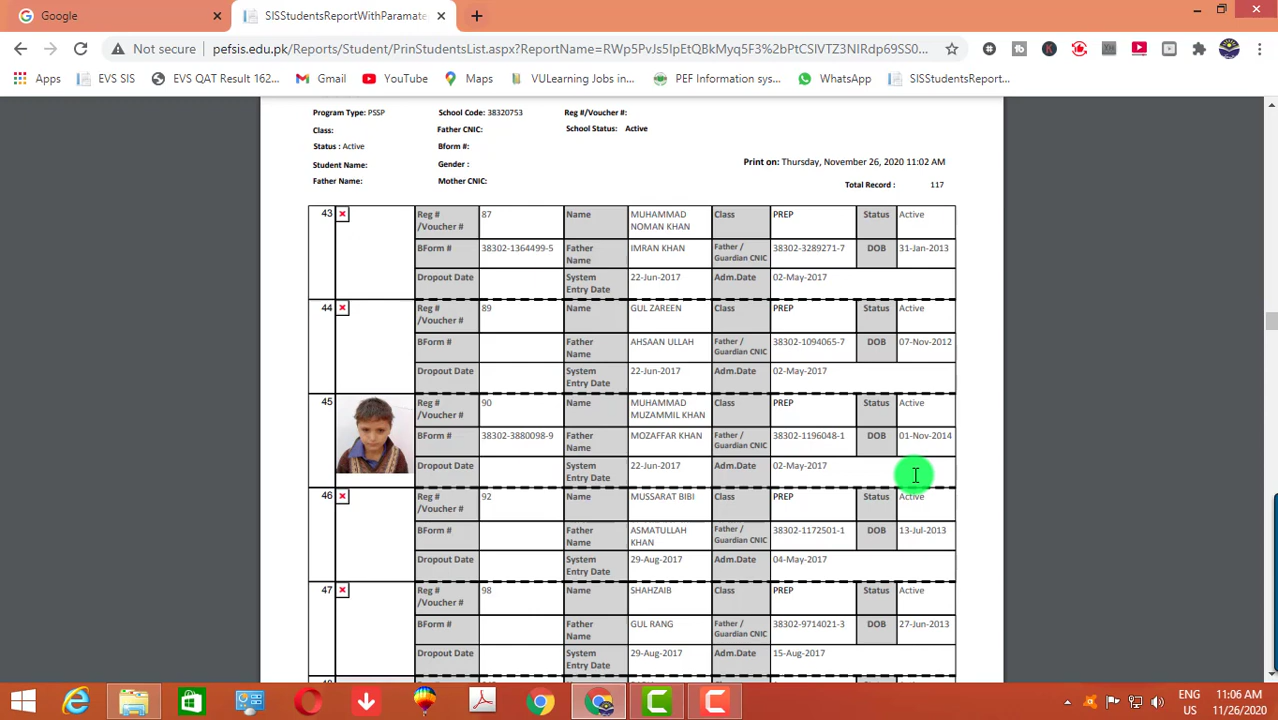 Google
SISStudentsReportWithParamate
Not secure
pefsis.edu.pk/Reports/Student/PrinStudentsList.aspx?ReportName=RWp5PvJs5IpEtQBkMyq5F3%2bPtCSIVTZ3NIRdp69SS0...
Apps EVS SIS EVS QAT Result 162... Gmail YouTube Maps VULearning Jobs in... PEF Information sys... WhatsApp SISStudentsReport...
Program Type: PSSP School Code: 38320753 Reg #/Voucher #:
Class: Father CNIC: School Status: Active
Status : Active Bform #:
Student Name: Gender :
Print on: Thursday, November 26, 2020 11:02 AM
Father Name: Mother CNIC:
Total Record : 117
43 Reg # 87 Name MUHAMMAD Class PREP Status Active
/Voucher # NOMAN KHAN
BForm # 38302-1364499-5 Father IMRAN KHAN Father / 38302-3289271-7 DOB 31-Jan-2013
Name Guardian CNIC
Dropout Date System 22-Jun-2017 Adm.Date 02-May-2017
Entry Date
44 Reg # 89 Name GUL ZAREEN Class PREP Status Active
/Voucher #
BForm # Father AHSAAN ULLAH Father / 38302-1094065-7 DOB 07-Nov-2012
Name Guardian CNIC
Dropout Date System 22-Jun-2017 Adm.Date 02-May-2017
Entry Date
45 Reg # 90 Name MUHAMMAD Class PREP Status Active
/Voucher # MUZAMMIL KHAN
BForm # 38302-3880098-9 Father MOZAFFAR KHAN Father / 38302-1196048-1 DOB 01-Nov-2014
Name Guardian CNIC
Dropout Date System 22-Jun-2017 Adm.Date 02-May-2017
Entry Date
46 Reg # 92 Name MUSSARAT BIBI Class PREP Status Active
/Voucher #
BForm # Father ASMATULLAH Father / 38302-1172501-1 DOB 13-Jul-2013
Name KHAN Guardian CNIC
Dropout Date System 29-Aug-2017 Adm.Date 04-May-2017
Entry Date
47 Reg # 98 Name SHAHZAIB Class PREP Status Active
/Voucher #
BForm # Father GUL RANG Father / 38302-9714021-3 DOB 27-Jun-2013
Name Guardian CNIC
Dropout Date System 29-Aug-2017 Adm.Date 15-Aug-2017
Entry Date
ENG 11:06 AM
US 11/26/2020